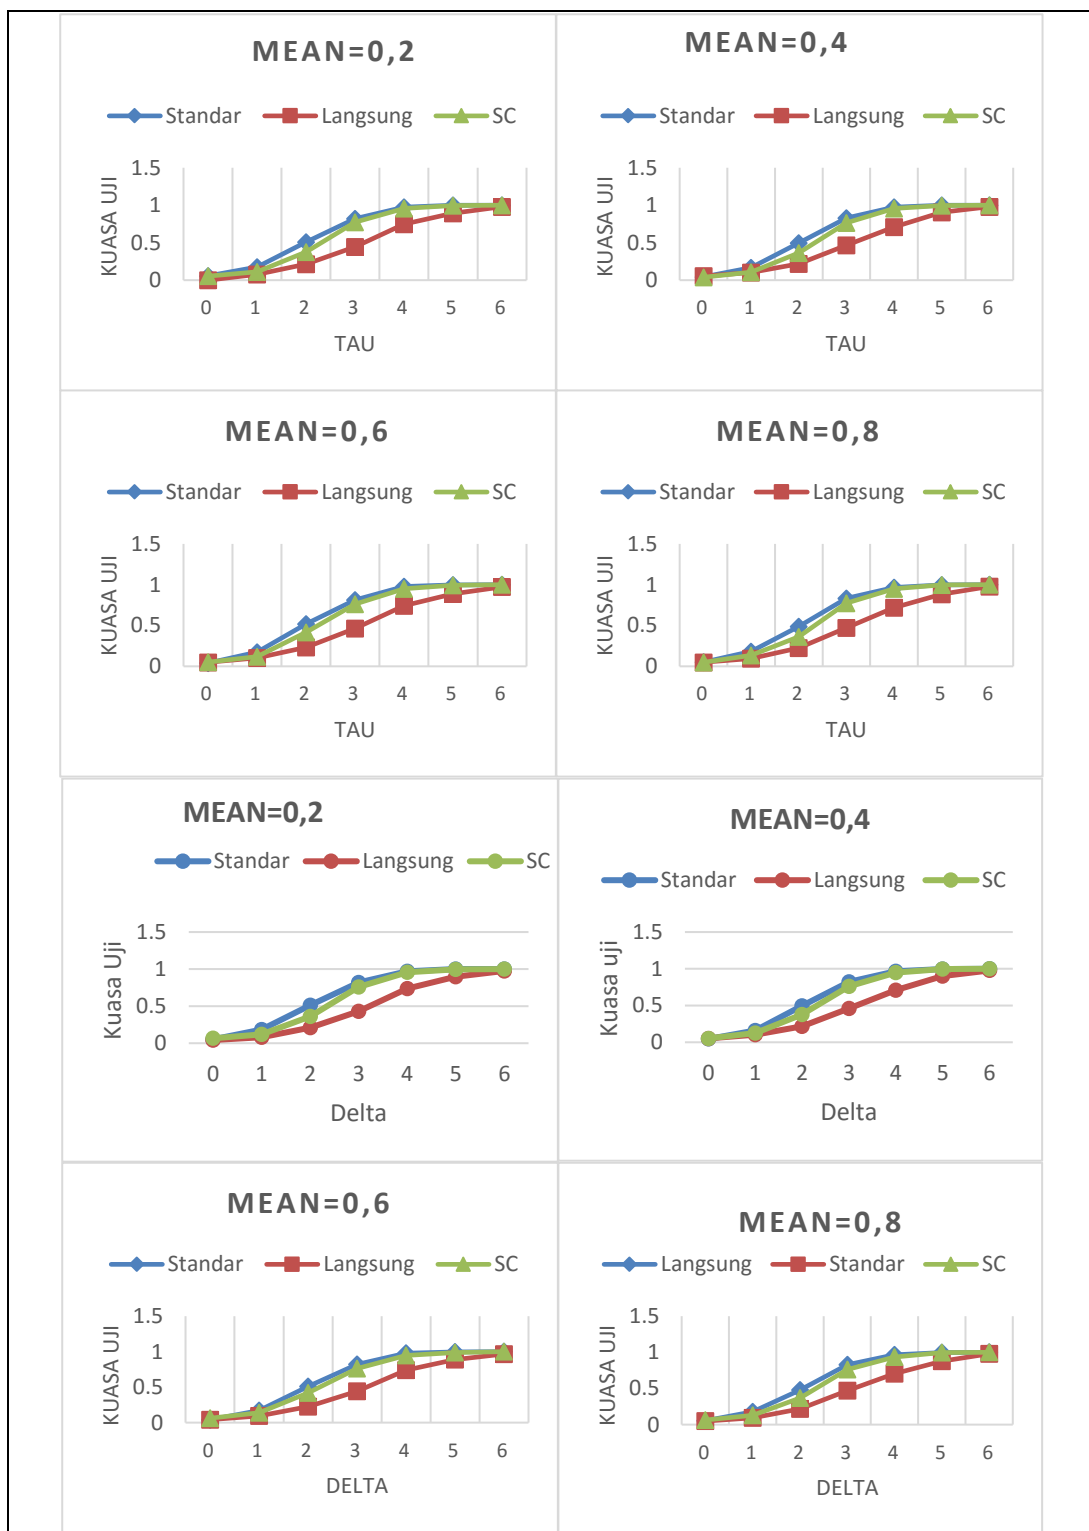 MEAN=0,2
Standar Langsung SC
KUASA UJI
1.5
1
0.5
0
0 1 2 3 4 5 6
TAU
MEAN=0,4
Standar Langsung SC
KUASA UJI
1.5
1
0.5
0
0 1 2 3 4 5 6
TAU
MEAN=0,6
Standar Langsung SC
KUASA UJI
1.5
1
0.5
0
0 1 2 3 4 5 6
TAU
MEAN=0,8
Standar Langsung SC
KUASA UJI
1.5
1
0.5
0
0 1 2 3 4 5 6
TAU
MEAN=0,2
Standar Langsung SC
Kuasa Uji
1.5
1
0.5
0
0 1 2 3 4 5 6
Delta
MEAN=0,4
Standar Langsung SC
Kuasa uji
1.5
1
0.5
0
0 1 2 3 4 5 6
Delta
MEAN=0,6
Standar Langsung SC
KUASA UJI
1.5
1
0.5
0
0 1 2 3 4 5 6
DELTA
MEAN=0,8
Langsung Standar SC
KUASA UJI
1.5
1
0.5
0
0 1 2 3 4 5 6
DELTA